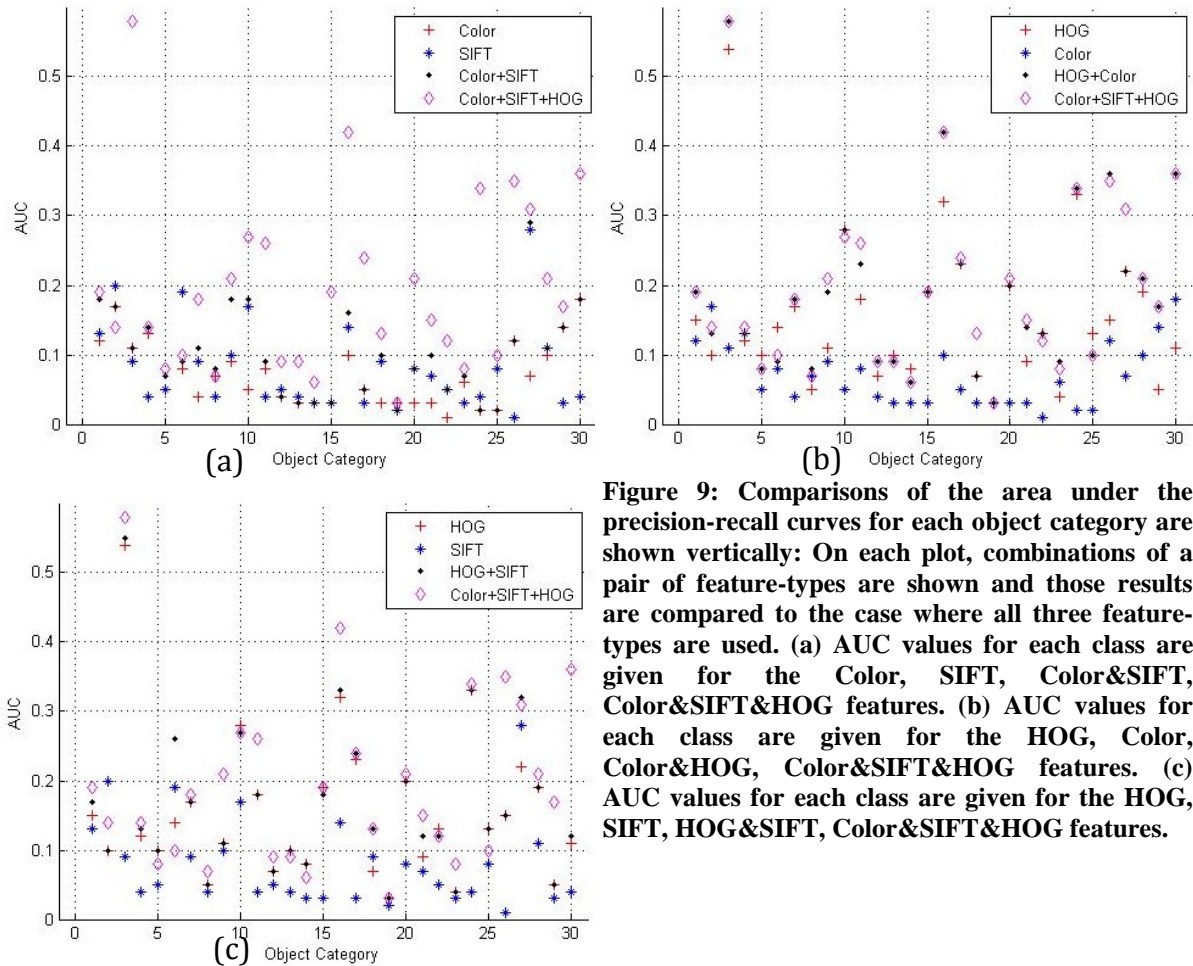 0.5
0.4
0.3
0.2
0.1
0
AUC
0
5
10
15
20
25
30
Object Category
(a)
Color
SIFT
Color+SIFT
Color+SIFT+HOG
0.5
0.4
0.3
0.2
0.1
0
AUC
0
5
10
15
20
25
30
Object Category
(b)
HOG
Color
HOG+Color
Color+SIFT+HOG
0.5
0.4
0.3
0.2
0.1
0
AUC
0
5
10
15
20
25
30
Object Category
(c)
HOG
SIFT
HOG+SIFT
Color+SIFT+HOG
Figure 9: Comparisons of the area under the
precision-recall curves for each object category are
shown vertically: On each plot, combinations of a
pair of feature-types are shown and those results
are compared to the case where all three feature-
types are used. (a) AUC values for each class are
given for the Color, SIFT, Color&SIFT,
Color&SIFT&HOG features. (b) AUC values for
each class are given for the HOG, Color,
Color&HOG, Color&SIFT&HOG features. (c)
AUC values for each class are given for the HOG,
SIFT, HOG&SIFT, Color&SIFT&HOG features.